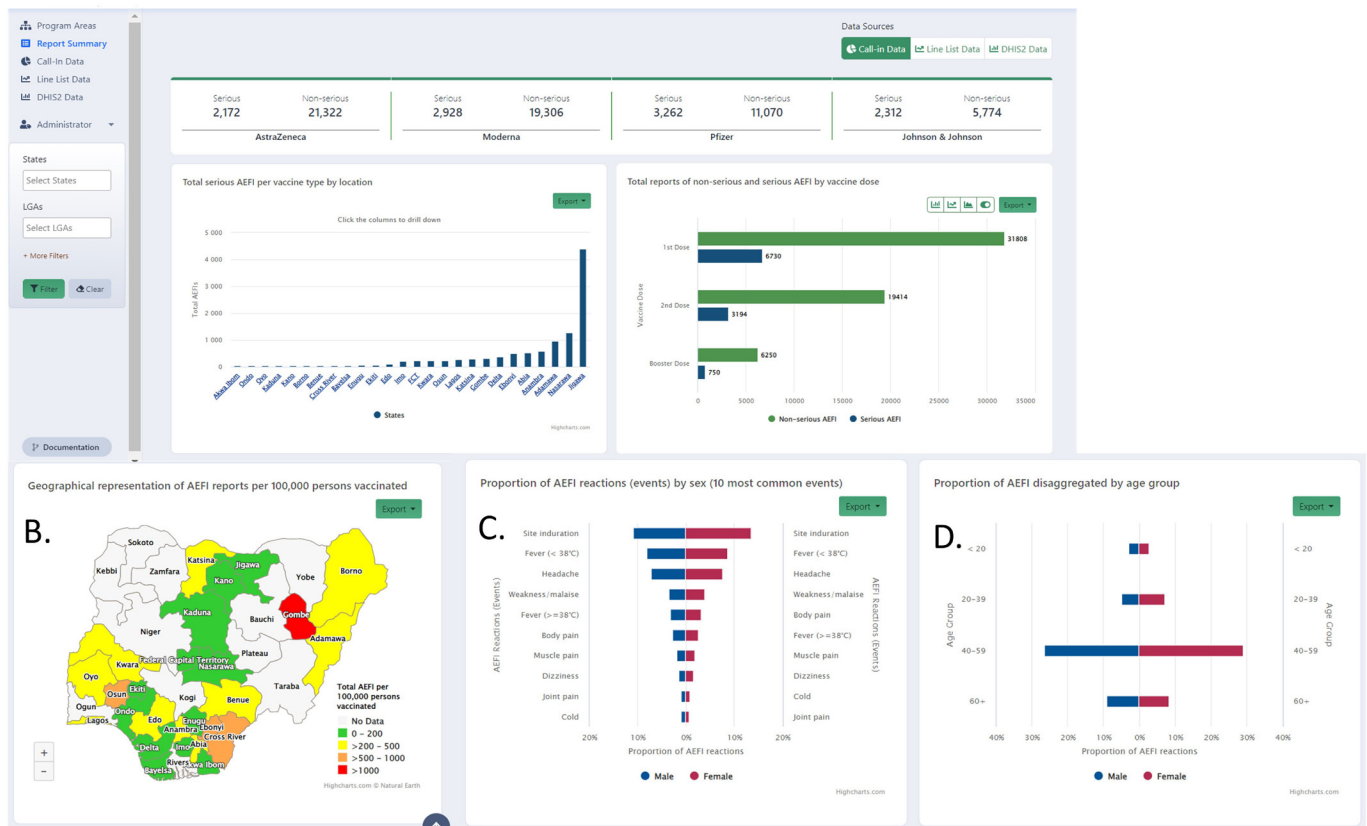 Program Areas
Report Summary
Call-In Data
Line List Data
DHIS2 Data
Administrator
States
Select States
LGAs
Select LGAs
+ More Filters
Filter Clear
Documentation
Data Sources
Call-in Data Line List Data DHIS2 Data
Serious Non-serious Serious Non-serious Serious Non-serious Serious Non-serious
2,172 21,322 2,928 19,306 3,262 11,070 2,312 5,774
AstraZeneca Moderna Pfizer Johnson & Johnson
Total serious AEFI per vaccine type by location
Export
Click the columns to drill down
Total AEFIs
5 000
4 000
3 000
2 000
1 000
0
Akwa Ibom Ondo Oyo Kaduna Kano Borno Benue Cross River Bayelsa Enugu Ekiti Edo Imo FCT Kwara Osun Lagos Katsina Gombe Delta Ebonyi Abia Anambra Adamawa Nasarawa Jigawa
States
Highcharts.com
Total reports of non-serious and serious AEFI by vaccine dose
Export
Vaccine Dose
1st Dose 31808
6730
2nd Dose 19414
3194
Booster Dose 6250
750
0 5000 10000 15000 20000 25000 30000 35000
Non-serious AEFI Serious AEFI
Highcharts.com
Geographical representation of AEFI reports per 100,000 persons vaccinated
Export
B.
Sokoto
Katsina
Jigawa
Kebbi
Zamfara
Kano
Yobe
Borno
Kaduna
Bauchi
Gombe
Niger
Adamawa
Plateau
Kwara
Federal Capital Territory
Nasarawa
Oyo
Taraba
Osun
Ekiti
Kogi
Benue
Ogun
Ondo
Lagos
Edo
Enugu
Anambra
Ebonyi
Cross River
Delta
Imo
Abia
Rivers
Akwa Ibom
Bayelsa
Total AEFI per
100,000 persons
vaccinated
No Data
0 – 200
>200 – 500
>500 – 1000
>1000
+
−
Highcharts.com © Natural Earth
Proportion of AEFI reactions (events) by sex (10 most common events)
Export
C.
AEFI Reactions (Events)
Site induration Site induration
Fever (< 38°C) Fever (< 38°C)
Headache Headache
Weakness/malaise Weakness/malaise
Fever (>=38°C) Body pain
Body pain Fever (>=38°C)
Muscle pain Muscle pain
Dizziness Dizziness
Joint pain Cold
Cold Joint pain
AEFI Reactions (Events)
20% 10% 0% 10% 20%
Proportion of AEFI reactions
Male Female
Highcharts.com
Proportion of AEFI disaggregated by age group
Export
D.
Age Group
< 20 < 20
20–39 20–39
40–59 40–59
60+ 60+
Age Group
40% 30% 20% 10% 0% 10% 20% 30% 40%
Proportion of AEFI reactions
Male Female
Highcharts.com